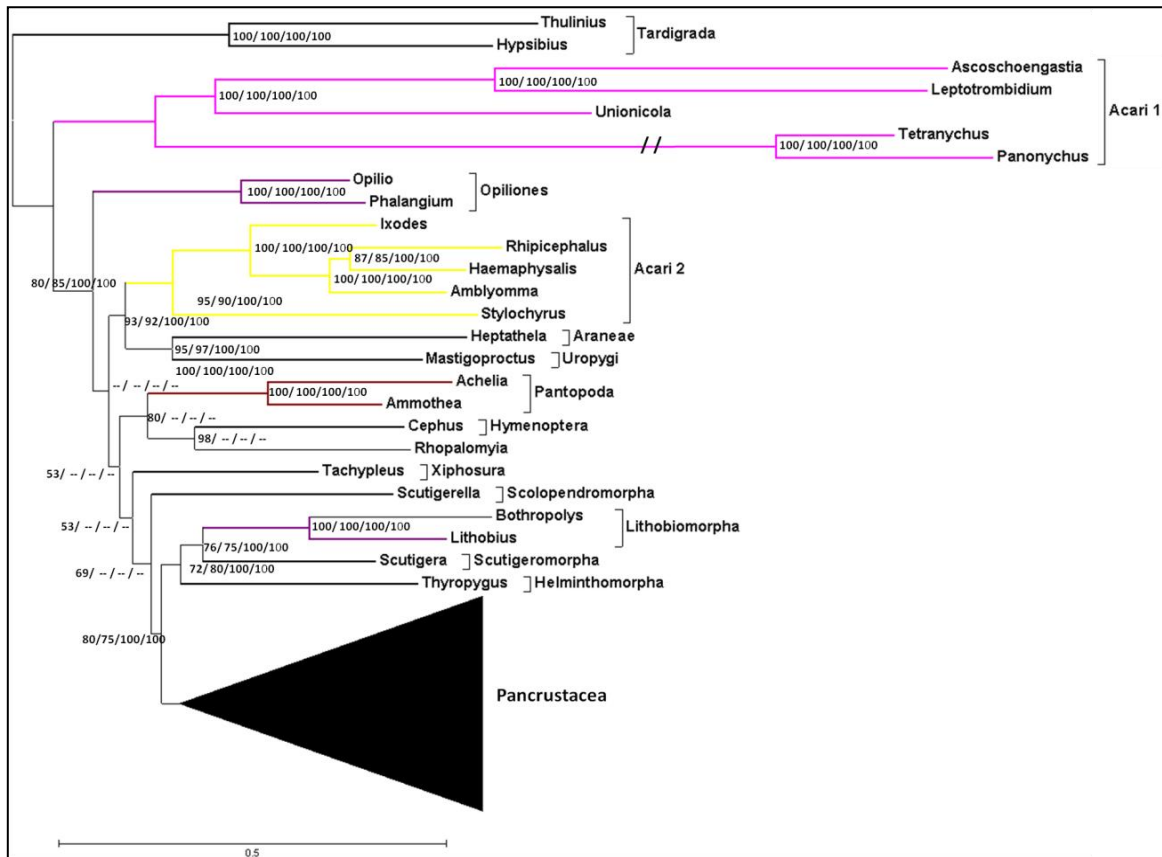 Thulinius
100/100/100/100
Tardigrada
Hypsibius
Ascoschoengastia
100/100/100/100
100/100/100/100
Leptotrombidium
Acari 1
Unionicola
Tetranychus
//
100/100/100/100
Panonychus
Opilio
100/100/100/100
Opiliones
Phalangium
Ixodes
100/100/100/100
Rhipicephalus
87/85/100/100
Haemaphysalis
Acari 2
80/85/100/100
100/100/100/100
Amblyomma
95/90/100/100
Stylochyrus
93/92/100/100
Heptathela
Araneae
95/97/100/100
Mastigoproctus
Uropygi
100/100/100/100
Achelia
-- / -- / -- / --
100/100/100/100
Pantopoda
Ammothea
80/ -- / -- / --
Cephus
Hymenoptera
98/ -- / -- / --
Rhopalomyia
53/ -- / -- / --
Tachypleus
Xiphosura
Scutigerella
Scolopendromorpha
Bothropolys
53/ -- / -- / --
100/100/100/100
Lithobiomorpha
Lithobius
76/75/100/100
Scutigera
Scutigeromorpha
69/ -- / -- / --
72/80/100/100
Thyropygus
Helminthomorpha
80/75/100/100
Pancrustacea
0.5